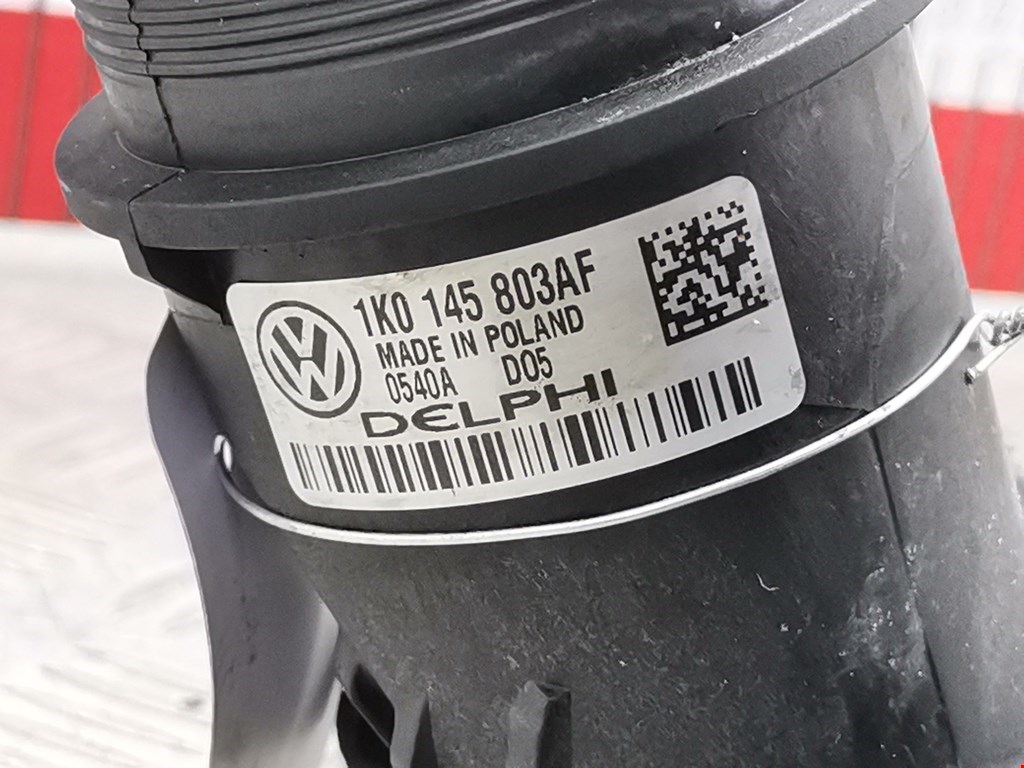 1K0 145 803AF
MADE IN POLAND
0540A D05
DELPHI